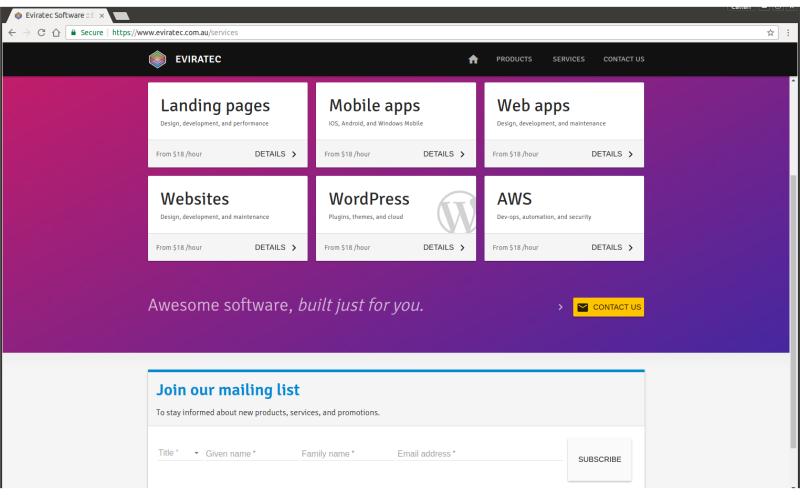 Eviratec Software :: E
Secure https://www.eviratec.com.au/services
EVIRATEC
PRODUCTS SERVICES CONTACT US
Landing pages
Design, development, and performance
From $18 /hour DETAILS
Mobile apps
IOS, Android, and Windows Mobile
From $18 /hour DETAILS
Web apps
Design, development, and maintenance
From $18 /hour DETAILS
Websites
Design, development, and maintenance
From $18 /hour DETAILS
WordPress
Plugins, themes, and cloud
From $18 /hour DETAILS
AWS
Dev-ops, automation, and security
From $18 /hour DETAILS
Awesome software, built just for you.
CONTACT US
Join our mailing list
To stay informed about new products, services, and promotions.
Title * Given name * Family name * Email address *
SUBSCRIBE